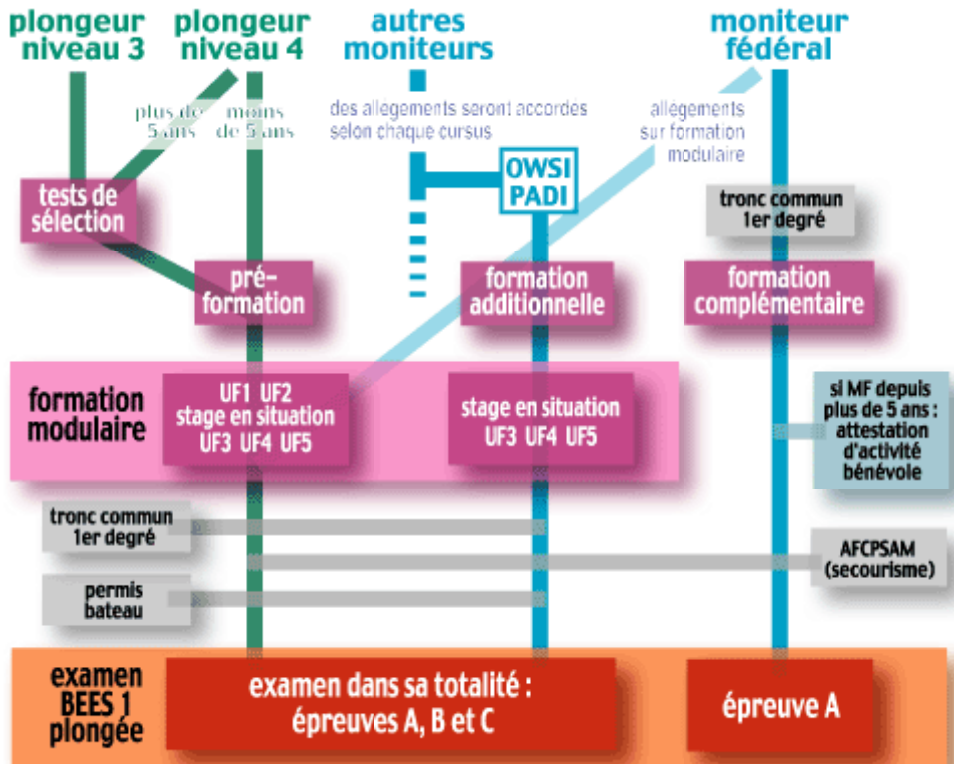 plongeur
niveau 3
plongeur
niveau 4
autres
moniteurs
moniteur
fédéral
plus de
5 ans
moins
de 5 ans
des allègements seront accordés
selon chaque cursus
allègements
sur formation
modulaire
OWSI
PADI
tests de
sélection
tronc commun
1er degré
pré-
formation
formation
additionnelle
formation
complémentaire
formation
modulaire
UF1 UF2
stage en situation
UF3 UF4 UF5
stage en situation
UF3 UF4 UF5
si MF depuis
plus de 5 ans :
attestation
d'activité
bénévole
tronc commun
1er degré
AFCPSAM
(secourisme)
permis
bateau
examen
BEES 1
plongée
examen dans sa totalité :
épreuves A, B et C
épreuve A